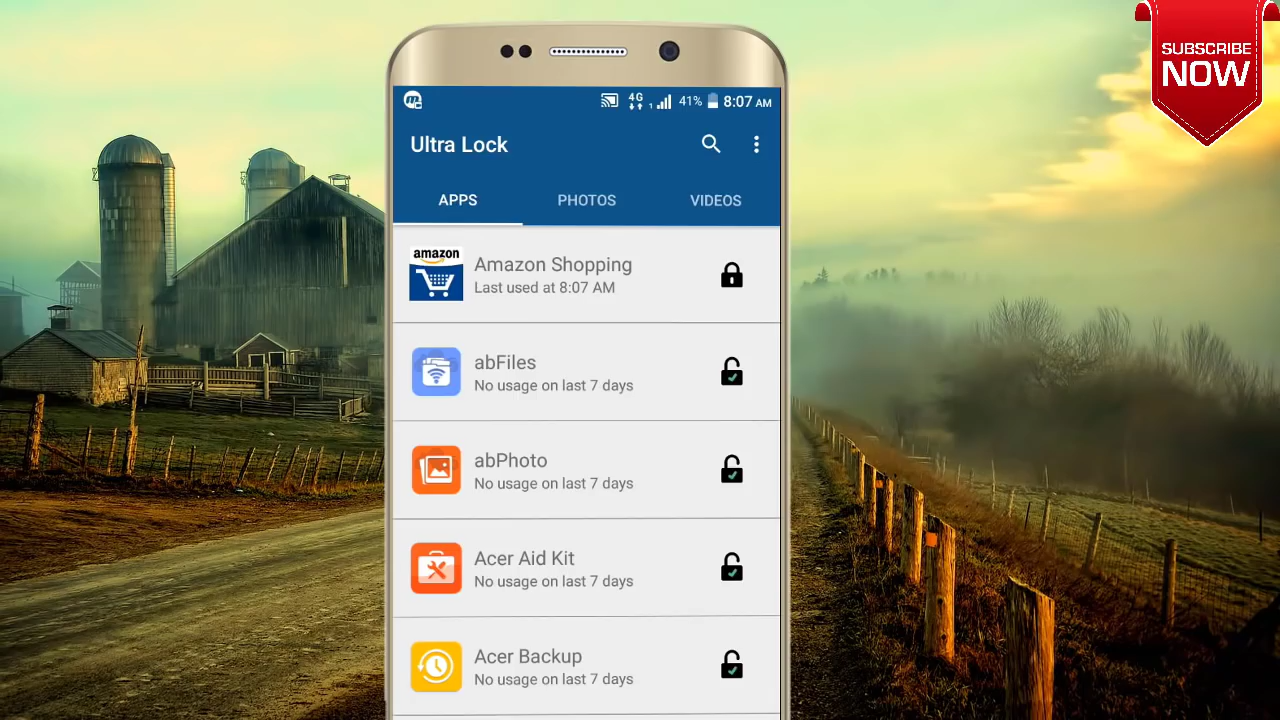 SUBSCRIBE
NOW
4G 1 41% 8:07 AM
Ultra Lock
APPS PHOTOS VIDEOS
amazon
Amazon Shopping
Last used at 8:07 AM
abFiles
No usage on last 7 days
abPhoto
No usage on last 7 days
Acer Aid Kit
No usage on last 7 days
Acer Backup
No usage on last 7 days